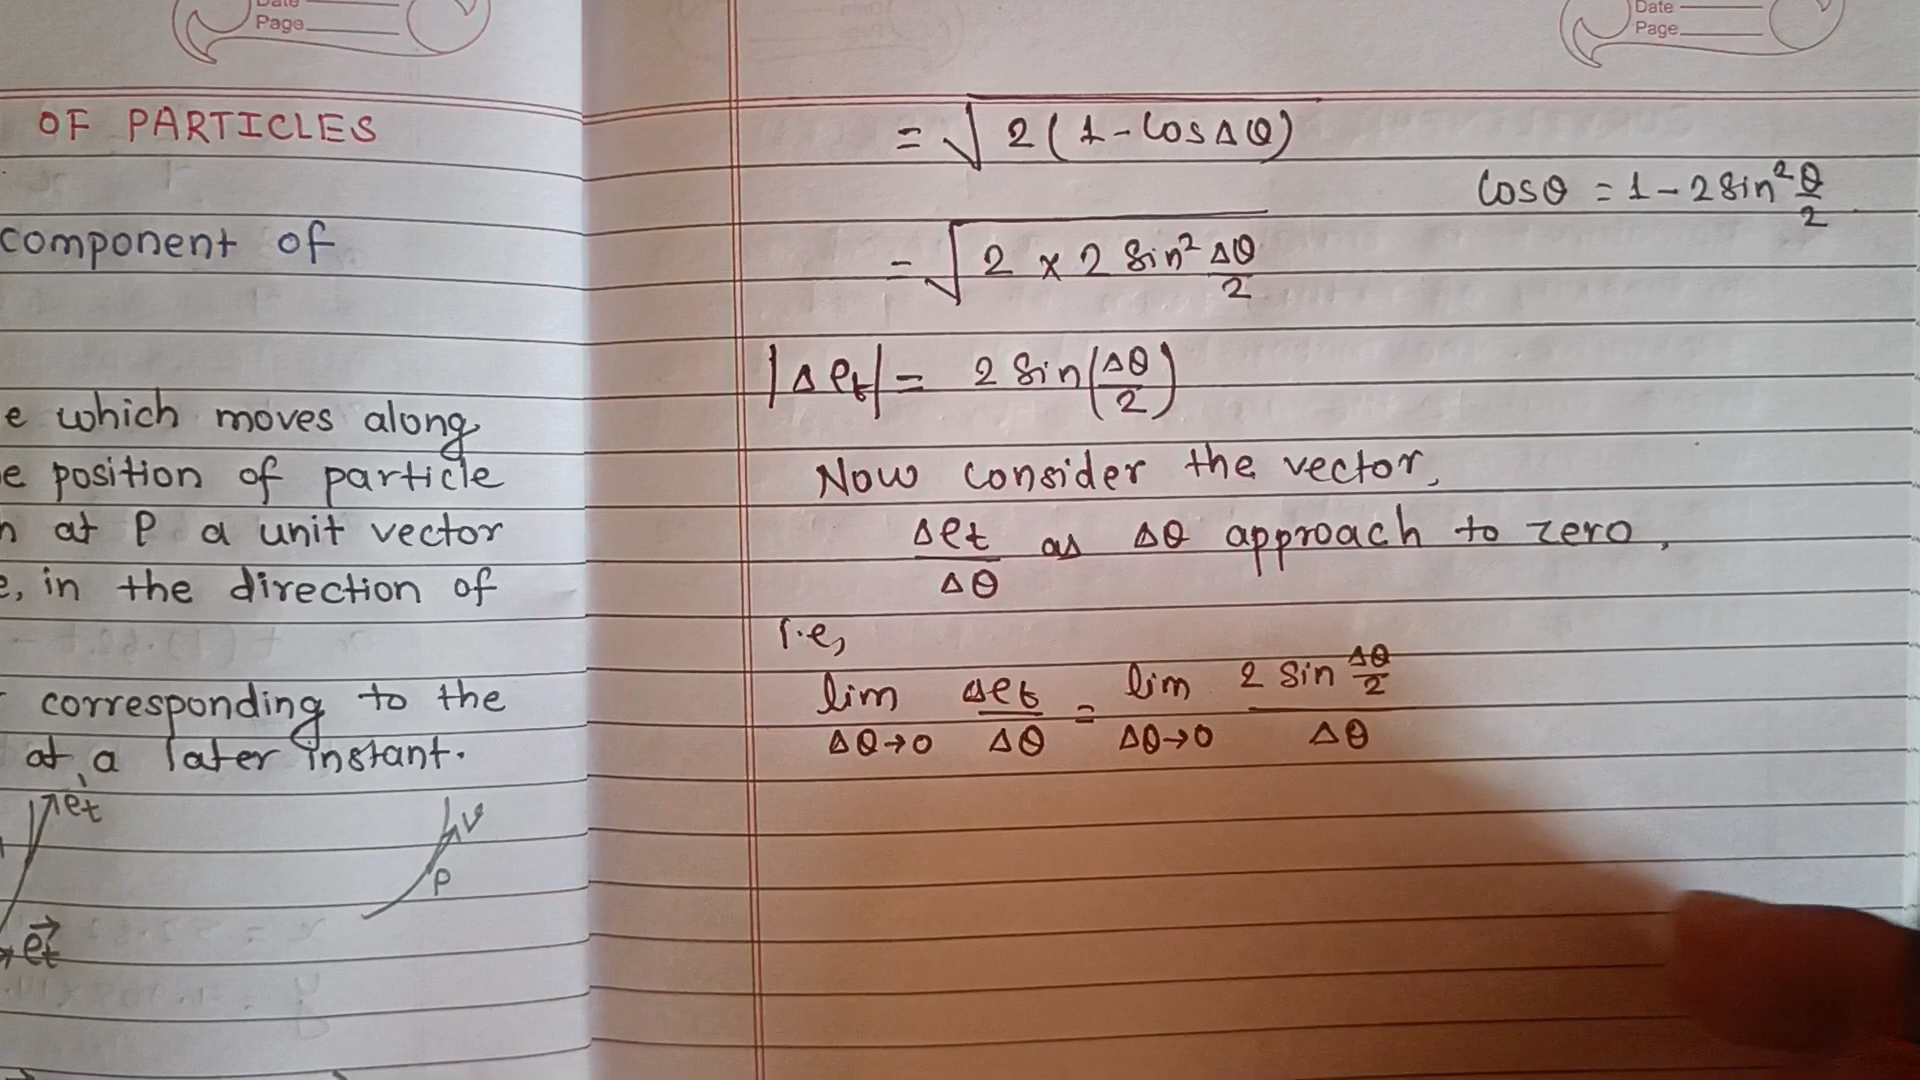 Date
Page
OF PARTICLES
component of
e which moves along
e position of particle
at P a unit vector
e, in the direction of
corresponding to the
at a later instant.
et
v
P
→et
Date
Page
= √2(1-cosΔθ)
cosθ = 1-2 sin² θ/2
= √2 × 2 sin² Δθ/2
|Δet| = 2 sin(Δθ/2)
Now consider the vector,
Δet/Δθ as Δθ approach to zero,
i.e,
lim Δθ→0 Δet/Δθ = lim Δθ→0 2 sin Δθ/2 / Δθ